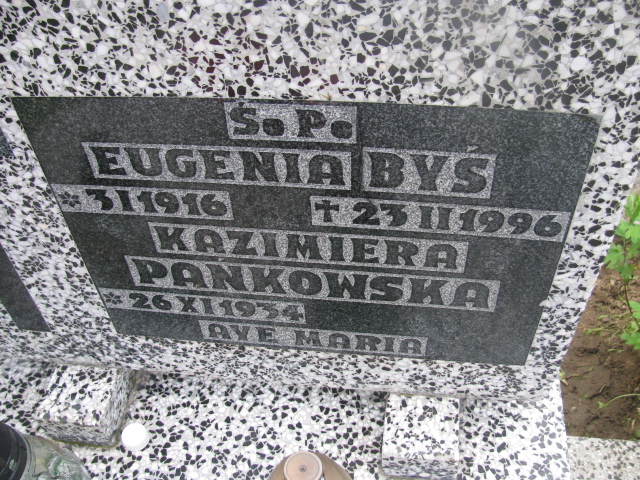 Ś. P.
EUGENIA BYŚ
* 3 I 1916 ✝ 23 II 1996
KAZIMIERA
PAŃKOWSKA
* 26 XI 1934
AVE MARIA